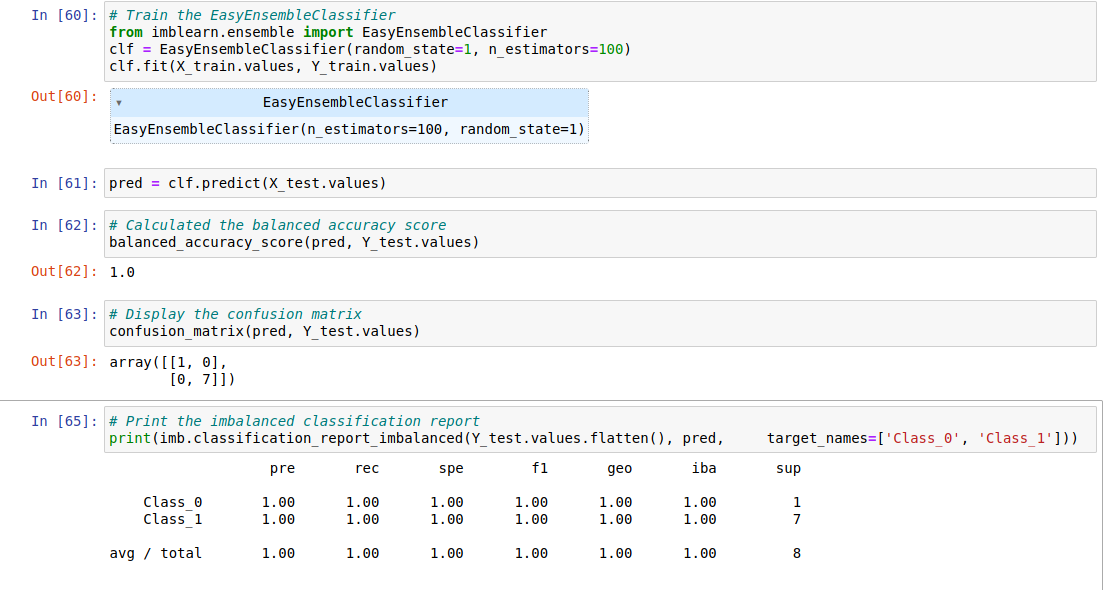 In [60]: # Train the EasyEnsembleClassifier
from imblearn.ensemble import EasyEnsembleClassifier
clf = EasyEnsembleClassifier(random_state=1, n_estimators=100)
clf.fit(X_train.values, Y_train.values)
Out[60]: ▾ EasyEnsembleClassifier
EasyEnsembleClassifier(n_estimators=100, random_state=1)
In [61]: pred = clf.predict(X_test.values)
In [62]: # Calculated the balanced accuracy score
balanced_accuracy_score(pred, Y_test.values)
Out[62]: 1.0
In [63]: # Display the confusion matrix
confusion_matrix(pred, Y_test.values)
Out[63]: array([[1, 0],
[0, 7]])
In [65]: # Print the imbalanced classification report
print(imb.classification_report_imbalanced(Y_test.values.flatten(), pred,     target_names=['Class_0', 'Class_1']))
pre rec spe f1 geo iba sup
Class_0 1.00 1.00 1.00 1.00 1.00 1.00 1
Class_1 1.00 1.00 1.00 1.00 1.00 1.00 7
avg / total 1.00 1.00 1.00 1.00 1.00 1.00 8